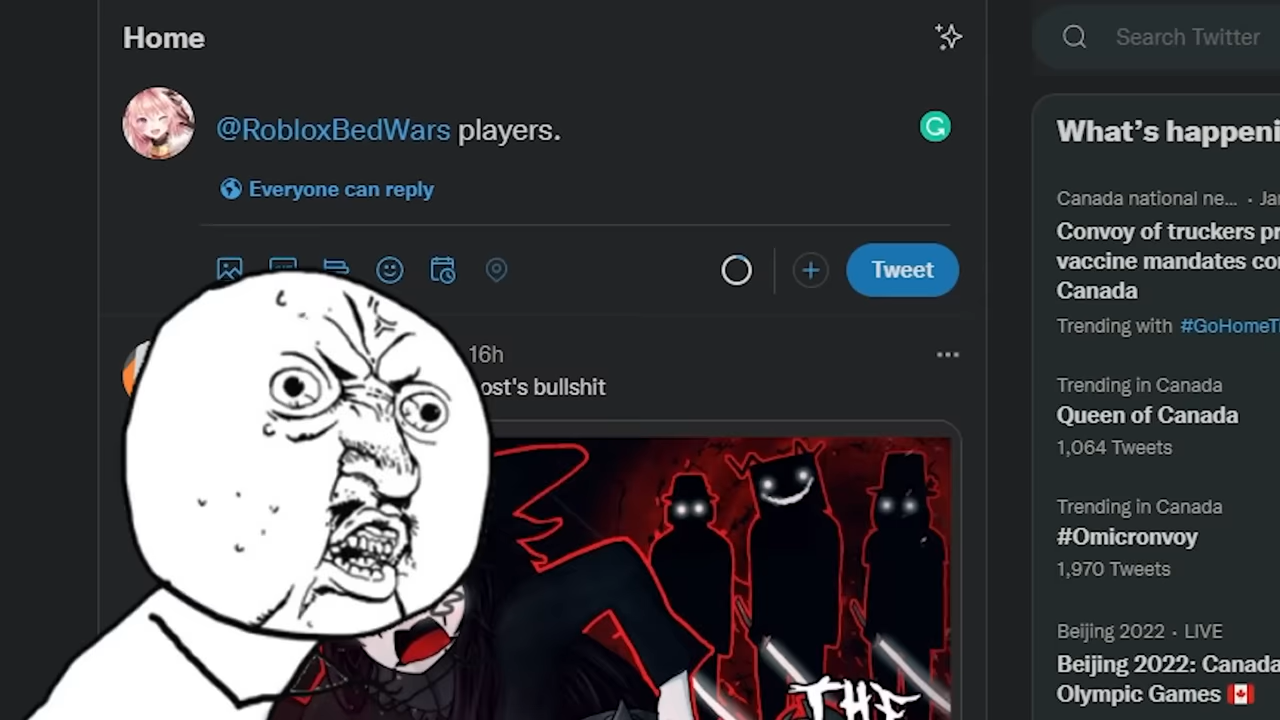 Home
Search Twitter
@RobloxBedWars players.
Everyone can reply
Tweet
16h
ost's bullshit
THE
What's happeni
Canada national ne... · Jan
Convoy of truckers pr
vaccine mandates co
Canada
Trending with #GoHomeT
Trending in Canada
Queen of Canada
1,064 Tweets
Trending in Canada
#Omicronvoy
1,970 Tweets
Beijing 2022 · LIVE
Beijing 2022: Canada
Olympic Games